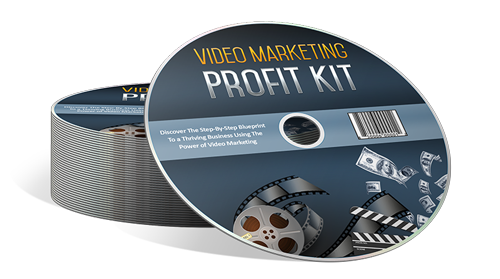 VIDEO MARKETING
PROFIT KIT
Discover The Step-By-Step Blueprint
To a Thriving Business Using The
Power of Video Marketing